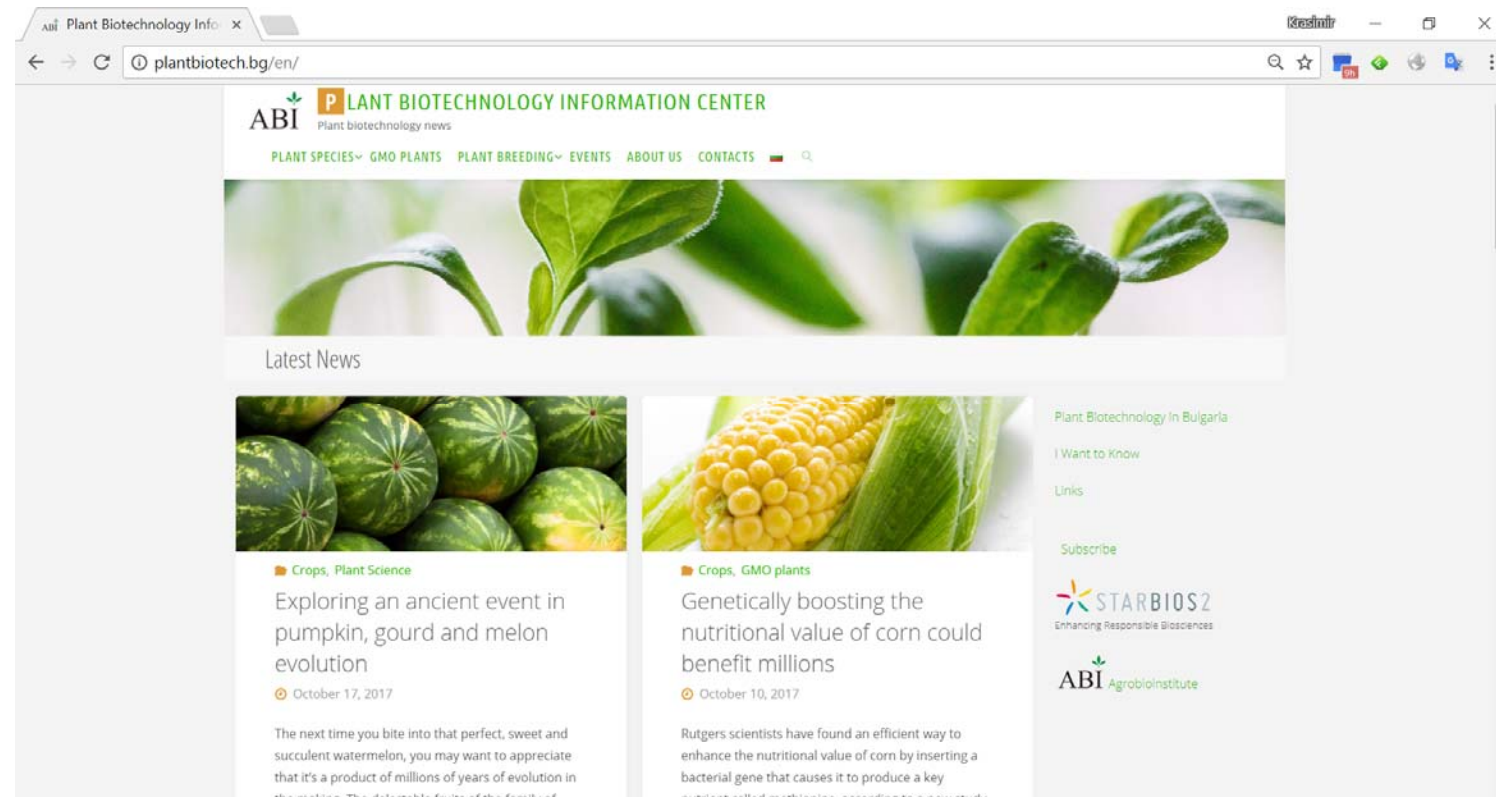 ABI Plant Biotechnology Info
Krasimir
plantbiotech.bg/en/
9h
ABI
PLANT BIOTECHNOLOGY INFORMATION CENTER
Plant biotechnology news
PLANT SPECIES GMO PLANTS PLANT BREEDING EVENTS ABOUT US CONTACTS
Latest News
Crops, Plant Science
Exploring an ancient event in
pumpkin, gourd and melon
evolution
October 17, 2017
The next time you bite into that perfect, sweet and
succulent watermelon, you may want to appreciate
that it's a product of millions of years of evolution in
Crops, GMO plants
Genetically boosting the
nutritional value of corn could
benefit millions
October 10, 2017
Rutgers scientists have found an efficient way to
enhance the nutritional value of corn by inserting a
bacterial gene that causes it to produce a key
Plant Biotechnology In Bulgaria
I Want to Know
Links
Subscribe
STARBIOS2
Enhancing Responsible Biosciences
ABI Agrobioinstitute